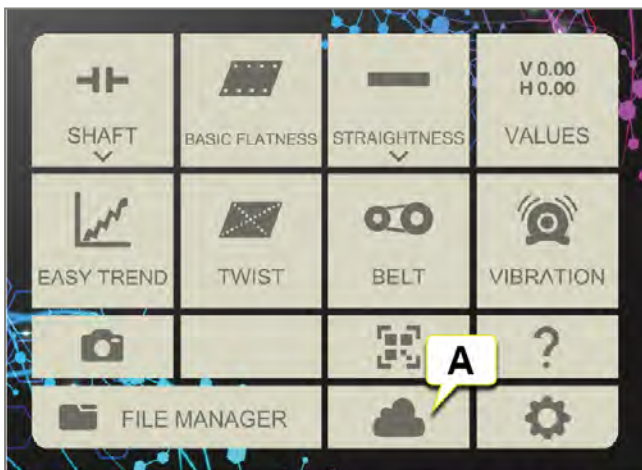 V 0.00
H 0.00
SHAFT
BASIC FLATNESS
STRAIGHTNESS
VALUES
EASY TREND
TWIST
BELT
VIBRATION
A
?
FILE MANAGER